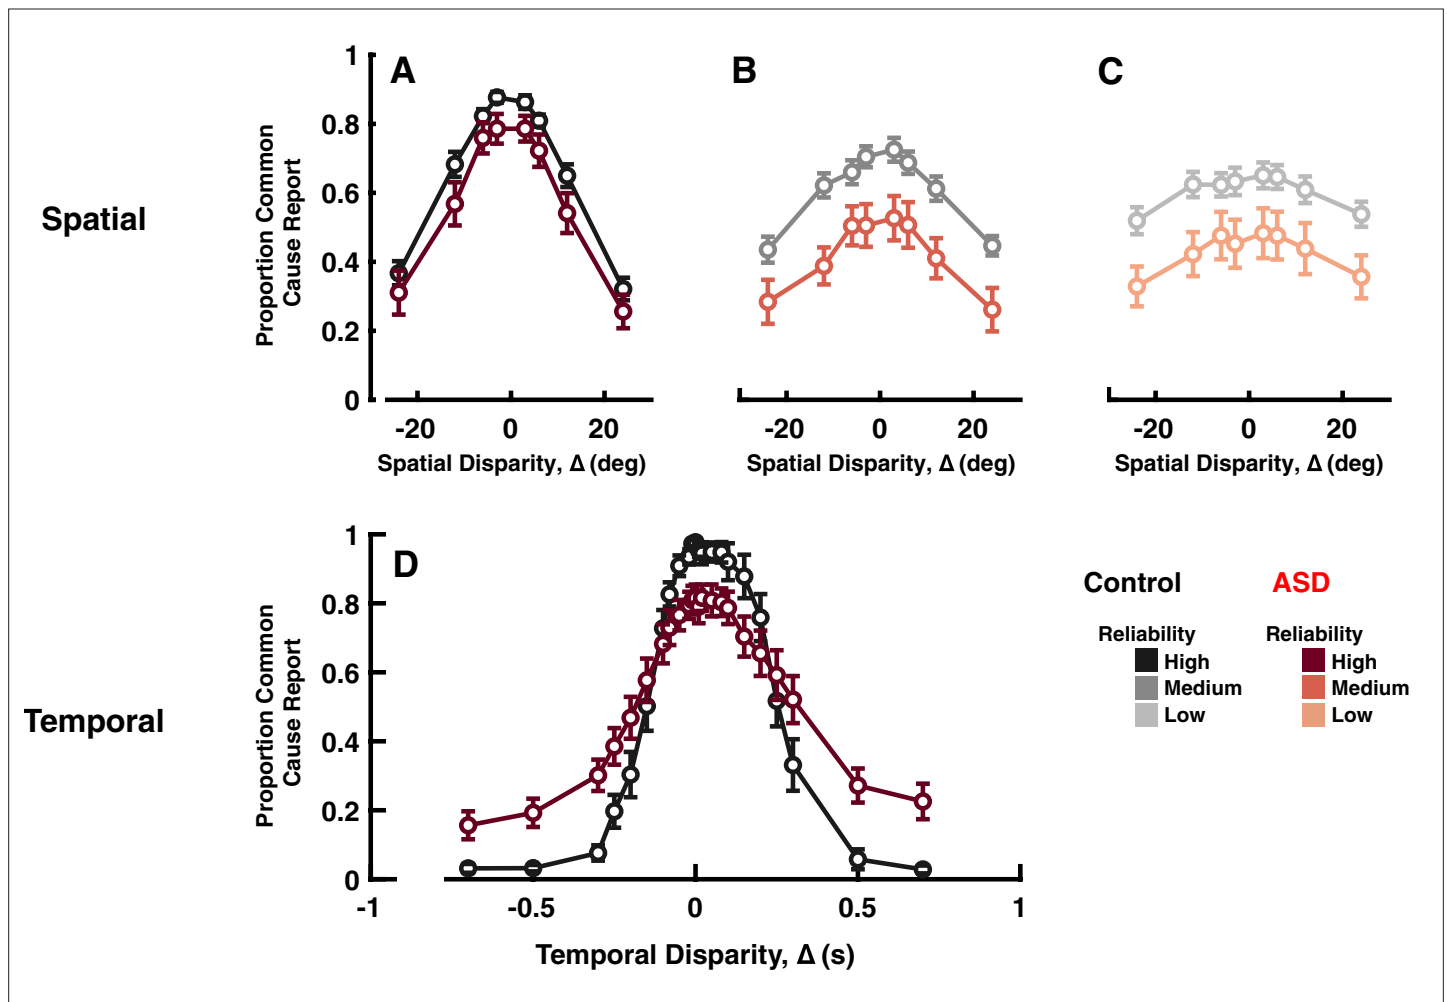 A
B
C
1
0.8
0.6
0.4
0.2
0
Proportion Common
Cause Report
Spatial
-20 0 20
-20 0 20
-20 0 20
Spatial Disparity, Δ (deg)
Spatial Disparity, Δ (deg)
Spatial Disparity, Δ (deg)
D
1
0.8
0.6
0.4
0.2
0
Proportion Common
Cause Report
Temporal
-1 -0.5 0 0.5 1
Temporal Disparity, Δ (s)
Control
Reliability
High
Medium
Low
ASD
Reliability
High
Medium
Low